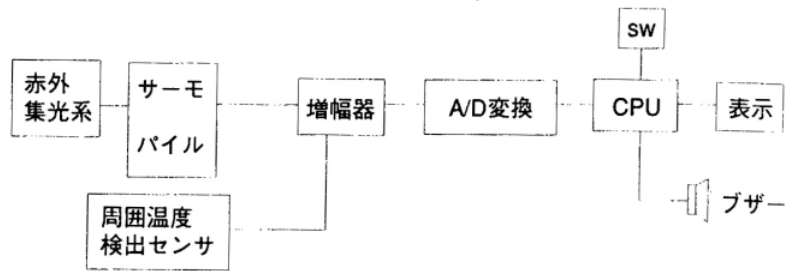 SW
赤外
集光系
サーモ
パイル
増幅器
A/D変換
CPU
表示
ブザー
周囲温度
検出センサ